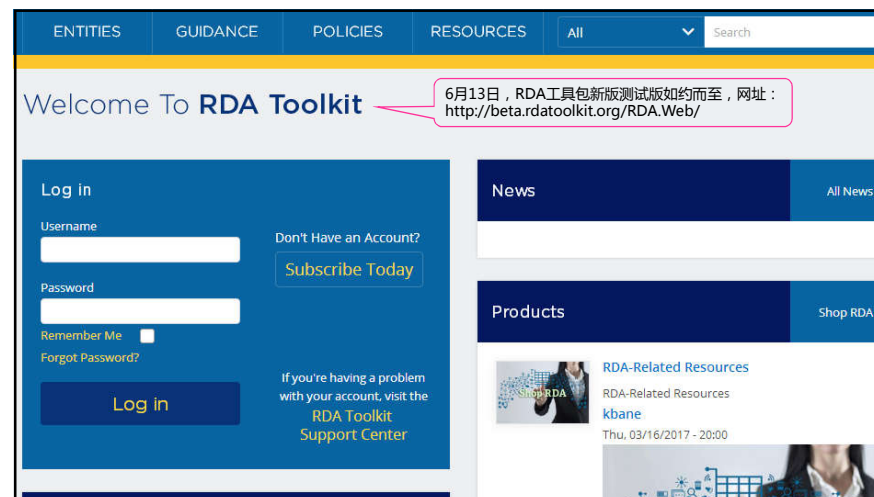 ENTITIES GUIDANCE POLICIES RESOURCES All Search
Welcome To RDA Toolkit
6月13日，RDA工具包新版测试版如约而至，网址：
http://beta.rdatoolkit.org/RDA.Web/
Log in
Username
Don't Have an Account?
Subscribe Today
Password
Remember Me
Forgot Password?
Log in
If you're having a problem
with your account, visit the
RDA Toolkit
Support Center
News All News
Products Shop RDA
Shop RDA
RDA-Related Resources
RDA-Related Resources
kbane
Thu, 03/16/2017 - 20:00